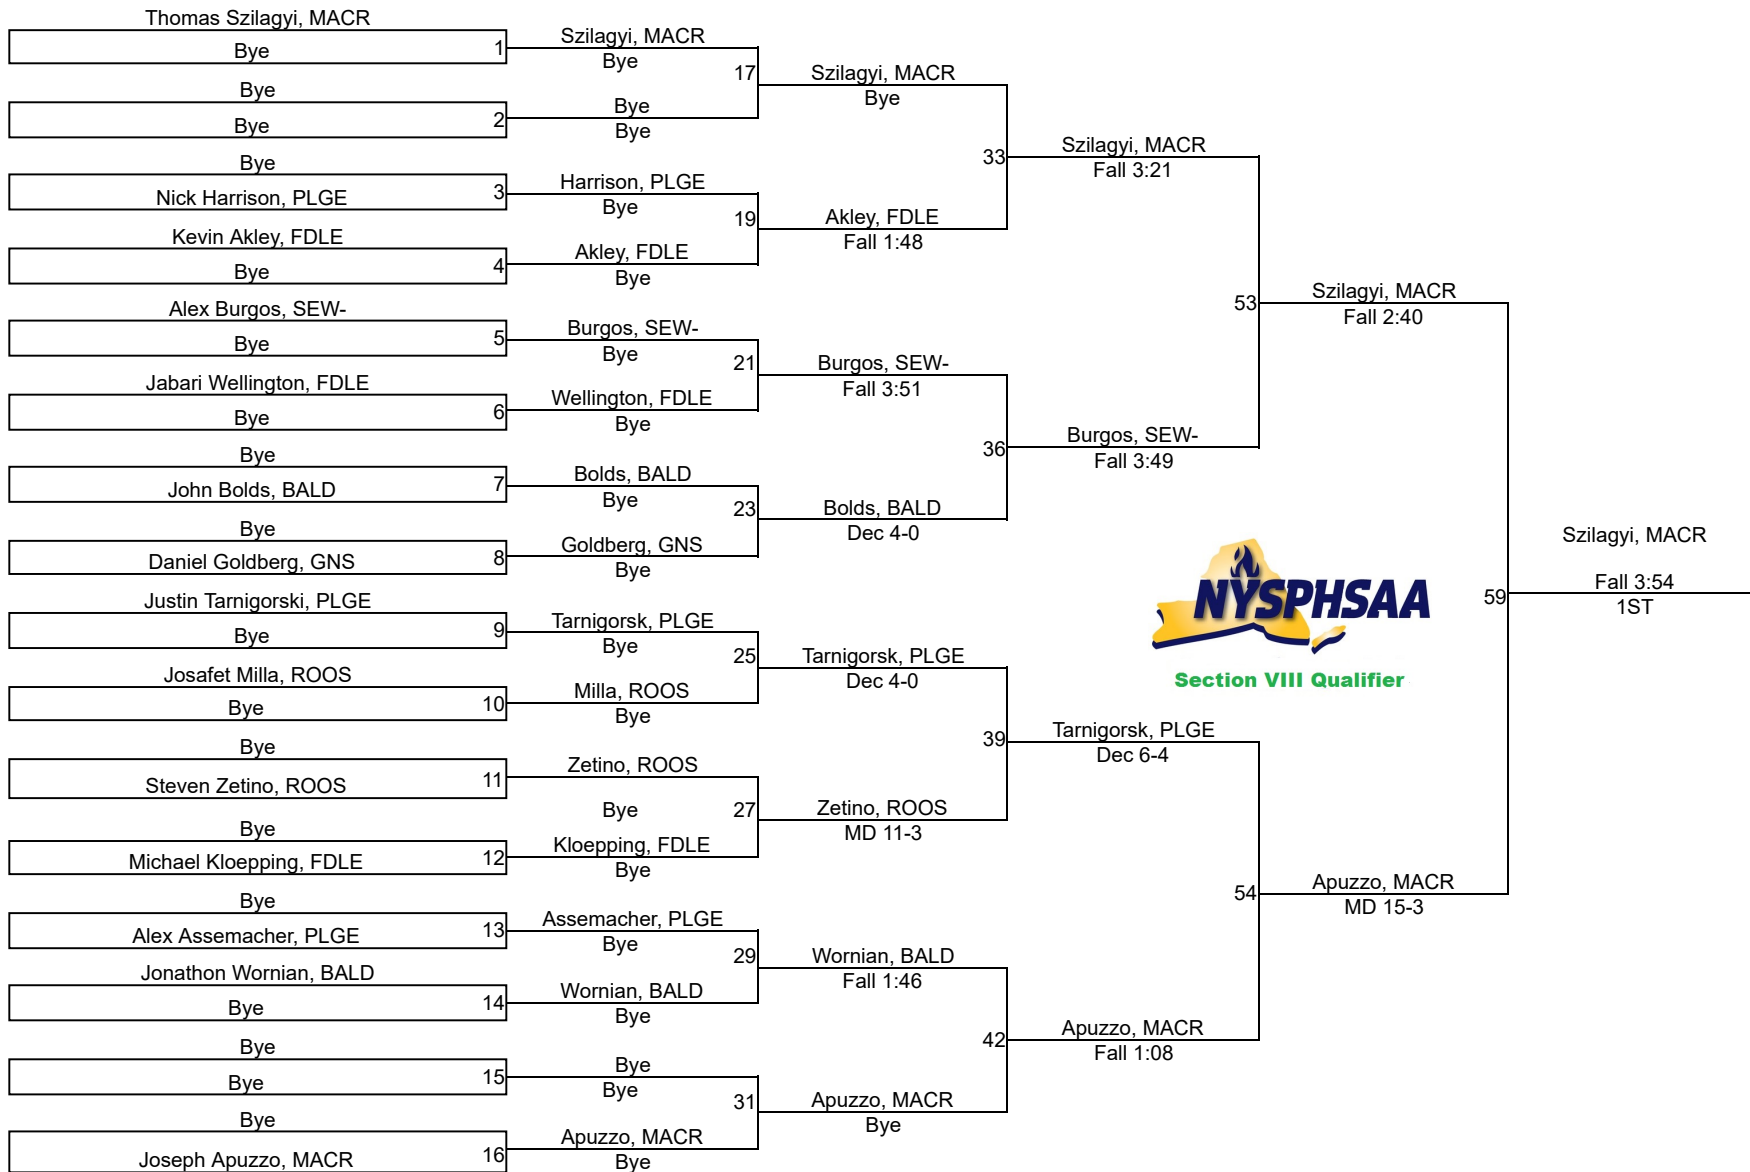 Thomas Szilagyi, MACR
Bye
1
Bye
Bye
2
Bye
Nick Harrison, PLGE
3
Kevin Akley, FDLE
Bye
4
Alex Burgos, SEW-
Bye
5
Jabari Wellington, FDLE
Bye
6
Bye
John Bolds, BALD
7
Bye
Daniel Goldberg, GNS
8
Justin Tarnigorski, PLGE
Bye
9
Josafet Milla, ROOS
Bye
10
Bye
Steven Zetino, ROOS
11
Bye
Michael Kloepping, FDLE
12
Bye
Alex Assemacher, PLGE
13
Jonathon Wornian, BALD
Bye
14
Bye
Bye
15
Bye
Joseph Apuzzo, MACR
16
Szilagyi, MACR
Bye
17
Bye
Bye
Harrison, PLGE
Bye
19
Akley, FDLE
Bye
Burgos, SEW-
Bye
21
Wellington, FDLE
Bye
Bolds, BALD
Bye
23
Goldberg, GNS
Bye
Tarnigorsk, PLGE
Bye
25
Milla, ROOS
Bye
Zetino, ROOS
Bye
27
Kloepping, FDLE
Bye
Assemacher, PLGE
Bye
29
Wornian, BALD
Bye
Bye
Bye
31
Apuzzo, MACR
Bye
Szilagyi, MACR
Bye
33
Akley, FDLE
Fall 1:48
Burgos, SEW-
Fall 3:51
36
Bolds, BALD
Dec 4-0
Tarnigorsk, PLGE
Dec 4-0
39
Zetino, ROOS
MD 11-3
Wornian, BALD
Fall 1:46
42
Apuzzo, MACR
Bye
Szilagyi, MACR
Fall 3:21
53
Burgos, SEW-
Fall 3:49
Tarnigorsk, PLGE
Dec 6-4
54
Apuzzo, MACR
Fall 1:08
Szilagyi, MACR
Fall 2:40
59
Apuzzo, MACR
MD 15-3
Szilagyi, MACR
Fall 3:54
1ST
NYSPHSAA
Section VIII Qualifier